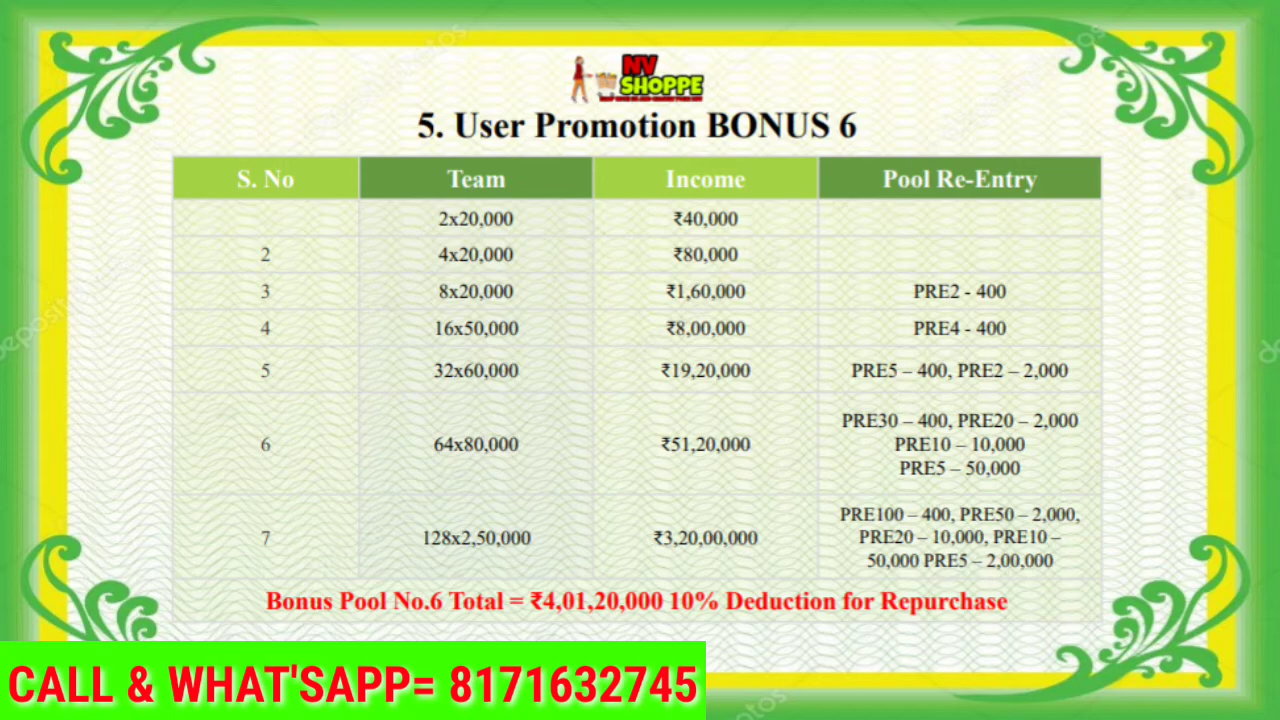 NV
SHOPPE
5. User Promotion BONUS 6
S. No Team Income Pool Re-Entry
2x20,000 ₹40,000
2 4x20,000 ₹80,000
3 8x20,000 ₹1,60,000 PRE2 - 400
4 16x50,000 ₹8,00,000 PRE4 - 400
5 32x60,000 ₹19,20,000 PRE5 – 400, PRE2 – 2,000
6 64x80,000 ₹51,20,000 PRE30 – 400, PRE20 – 2,000
PRE10 – 10,000
PRE5 – 50,000
7 128x2,50,000 ₹3,20,00,000 PRE100 – 400, PRE50 – 2,000,
PRE20 – 10,000, PRE10 –
50,000 PRE5 – 2,00,000
Bonus Pool No.6 Total = ₹4,01,20,000 10% Deduction for Repurchase
CALL & WHAT'SAPP= 8171632745